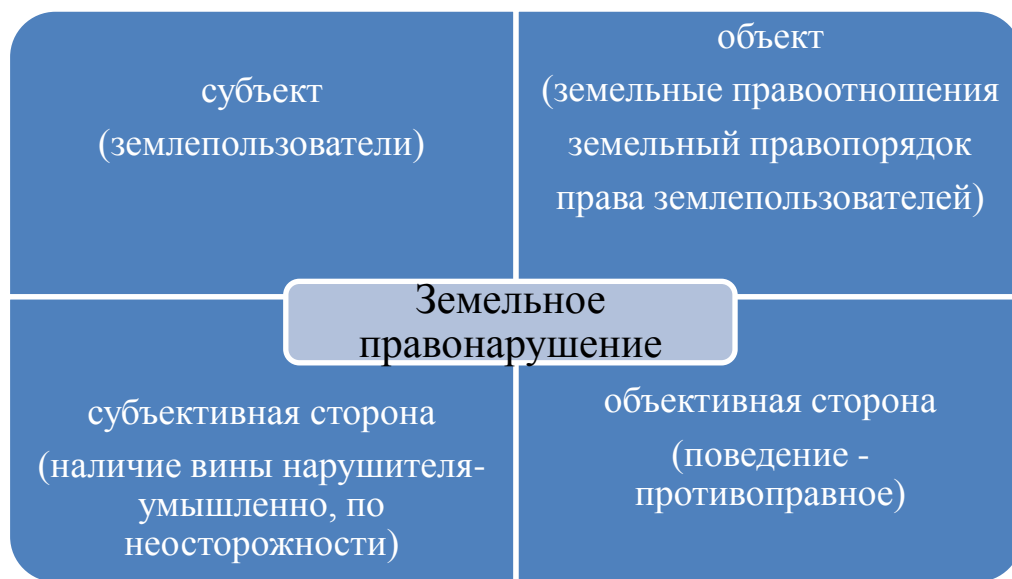 субъект
(землепользователи)
объект
(земельные правоотношения
земельный правопорядок
права землепользователей)
Земельное
правонарушение
субъективная сторона
(наличие вины нарушителя-
умышленно, по
неосторожности)
объективная сторона
(поведение -
противоправное)